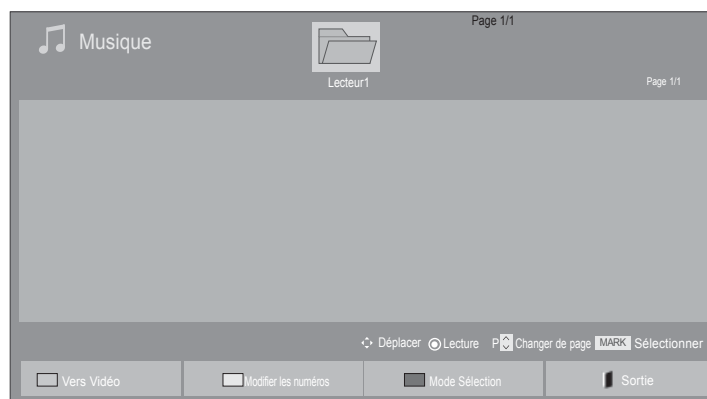 Page 1/1
Musique
Lecteur1
Page 1/1
Déplacer Lecture P Changer de page MARK Sélectionner
Vers Vidéo Modifier les numéros Mode Sélection Sortie